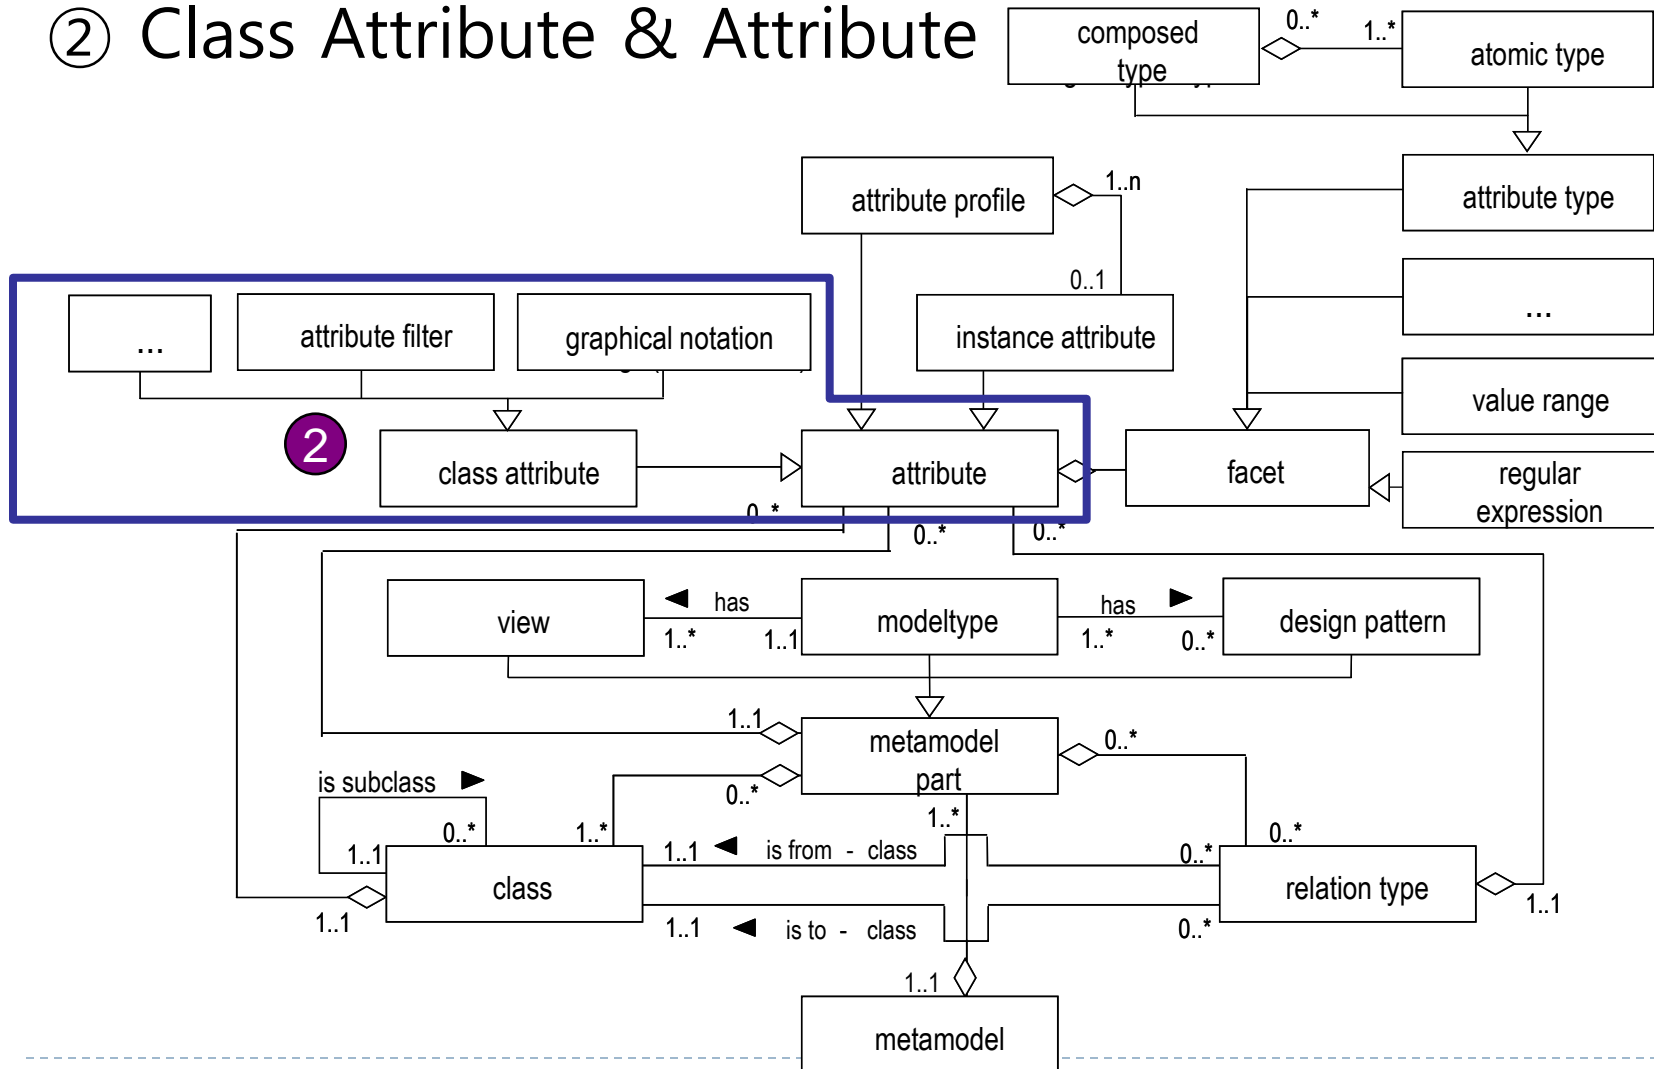 ② Class Attribute & Attribute
composed
type
0..*
1..*
atomic type
attribute profile
1..n
attribute type
0..1
...
attribute filter
graphical notation
instance attribute
...
value range
2
class attribute
attribute
facet
regular
expression
0..*
0..*
0..*
view
has
1..*
1..1
modeltype
has
1..*
0..*
design pattern
1..1
metamodel
part
0..*
is subclass
0..*
1..*
0..*
1..*
0..*
1..1
1..1
is from - class
0..*
class
relation type
1..1
1..1
is to - class
0..*
1..1
1..1
metamodel